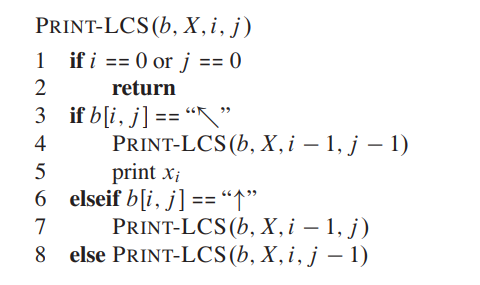 PRINT-LCS(b, X, i, j)
1 if i == 0 or j == 0
2 return
3 if b[i, j] == “↖”
4 PRINT-LCS(b, X, i − 1, j − 1)
5 print xᵢ
6 elseif b[i, j] == “↑”
7 PRINT-LCS(b, X, i − 1, j)
8 else PRINT-LCS(b, X, i, j − 1)